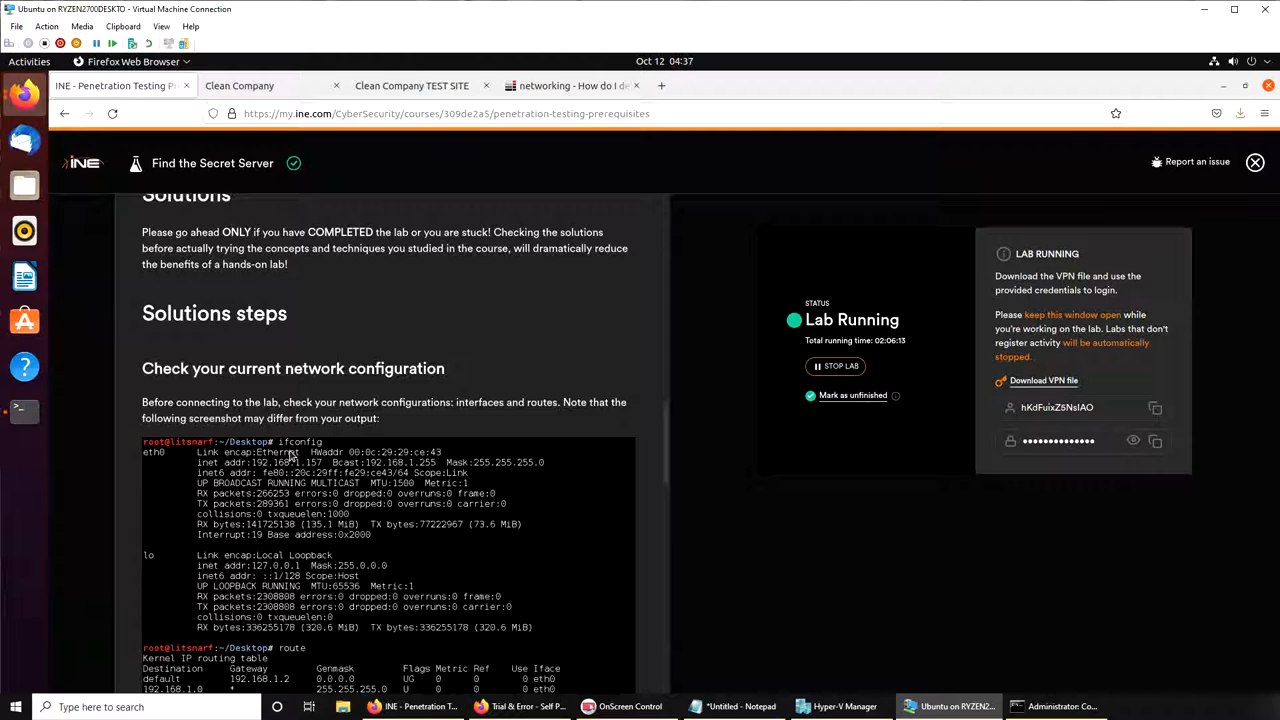 Ubuntu on RYZEN2700DESKTO - Virtual Machine Connection
File Action Media Clipboard View Help
Activities Firefox Web Browser Oct 12 04:37
INE - Penetration Testing P Clean Company Clean Company TEST SITE networking - How do I de
https://my.ine.com/CyberSecurity/courses/309de2a5/penetration-testing-prerequisites
INE Find the Secret Server Report an issue
Solutions
Please go ahead ONLY if you have COMPLETED the lab or you are stuck! Checking the solutions
before actually trying the concepts and techniques you studied in the course, will dramatically reduce
the benefits of a hands-on lab!
Solutions steps
Check your current network configuration
Before connecting to the lab, check your network configurations: interfaces and routes. Note that the
following screenshot may differ from your output:
root@litsnarf:~/Desktop# ifconfig
eth0 Link encap:Ethernet HWaddr 00:0c:29:29:ce:43
inet addr:192.168.1.157 Bcast:192.168.1.255 Mask:255.255.255.0
inet6 addr: fe80::20c:29ff:fe29:ce43/64 Scope:Link
UP BROADCAST RUNNING MULTICAST MTU:1500 Metric:1
RX packets:266253 errors:0 dropped:0 overruns:0 frame:0
TX packets:289361 errors:0 dropped:0 overruns:0 carrier:0
collisions:0 txqueuelen:1000
RX bytes:141725138 (135.1 MiB) TX bytes:77222967 (73.6 MiB)
Interrupt:19 Base address:0x2000
lo Link encap:Local Loopback
inet addr:127.0.0.1 Mask:255.0.0.0
inet6 addr: ::1/128 Scope:Host
UP LOOPBACK RUNNING MTU:65536 Metric:1
RX packets:2308808 errors:0 dropped:0 overruns:0 frame:0
TX packets:2308808 errors:0 dropped:0 overruns:0 carrier:0
collisions:0 txqueuelen:0
RX bytes:336255178 (320.6 MiB) TX bytes:336255178 (320.6 MiB)
root@litsnarf:~/Desktop# route
Kernel IP routing table
Destination Gateway Genmask Flags Metric Ref Use Iface
default 192.168.1.2 0.0.0.0 UG 0 0 0 eth0
192.168.1.0 * 255.255.255.0 U 0 0 0 eth0
STATUS
Lab Running
Total running time: 02:06:13
STOP LAB
Mark as unfinished
LAB RUNNING
Download the VPN file and use the
provided credentials to login.
Please keep this window open while
you're working on the lab. Labs that don't
register activity will be automatically
stopped.
Download VPN file
hKdFuixZ5NsIAO
Type here to search INE - Penetration T... Trial & Error - Self P... OnScreen Control *Untitled - Notepad Hyper-V Manager Ubuntu on RYZEN2... Administrator: Co...